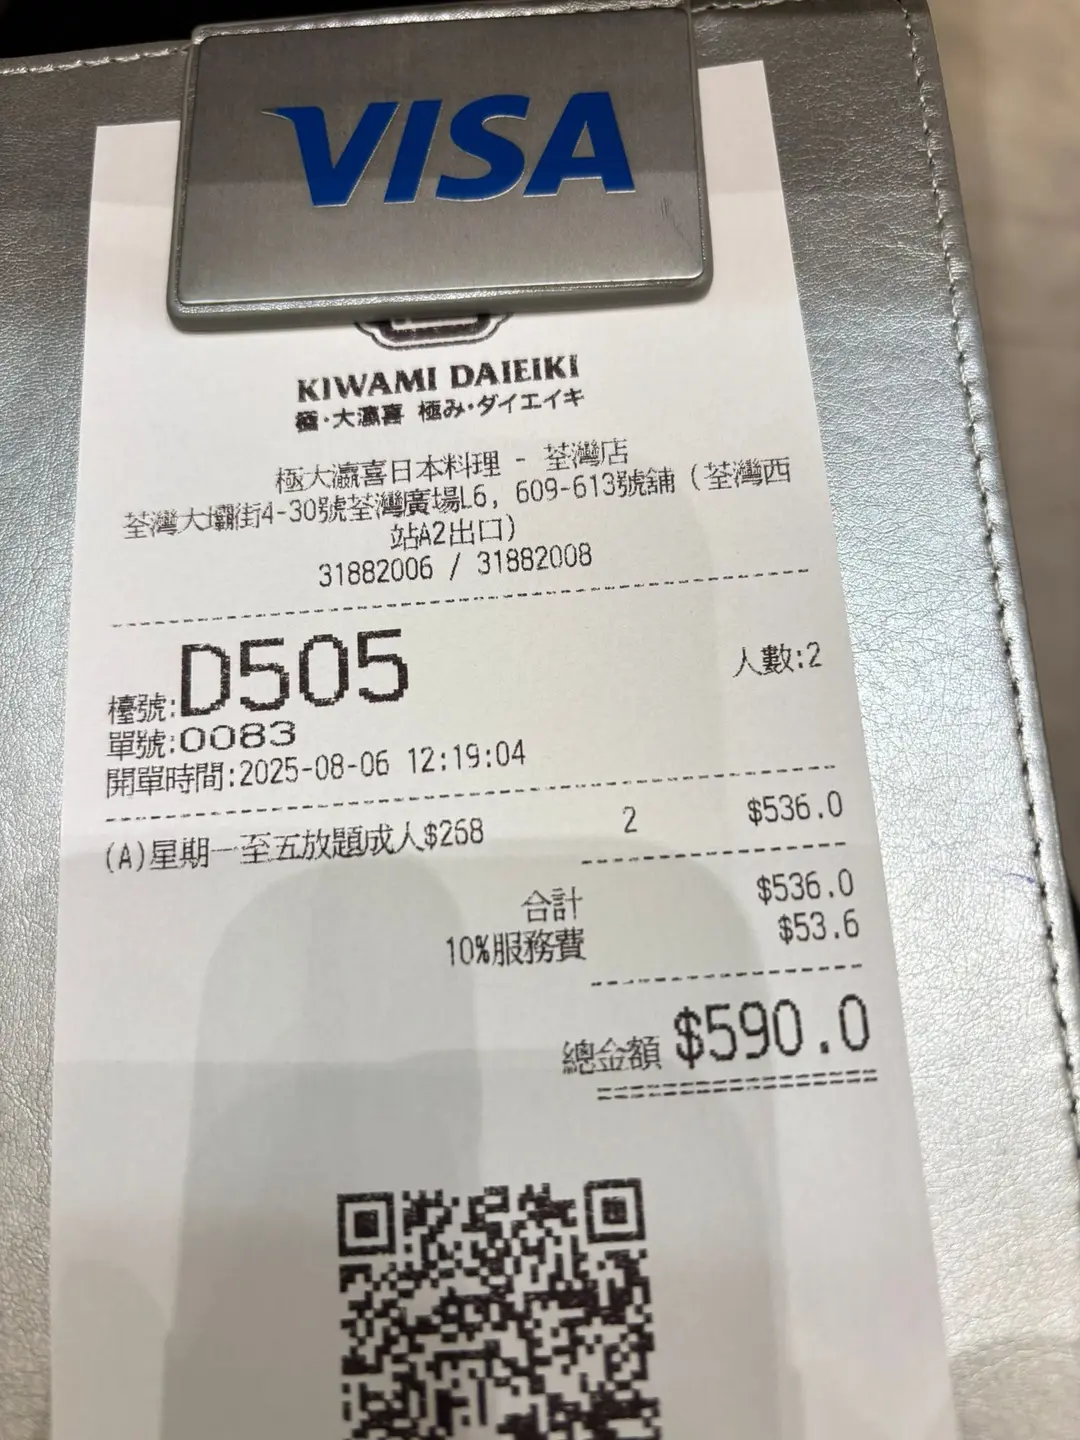 VISA
KIWAMI DAIEIKI
極・大瀛喜 極み・ダイエイキ
極大瀛喜日本料理 - 荃灣店
荃灣大壩街4-30號荃灣廣場L6, 609-613號舖 (荃灣西
站A2出口)
31882006 / 31882008
檯號:D505 人數:2
單號:0083
開單時間:2025-08-06 12:19:04
(A)星期一至五放題成人$268 2 $536.0
合計 $536.0
10%服務費 $53.6
總金額 $590.0